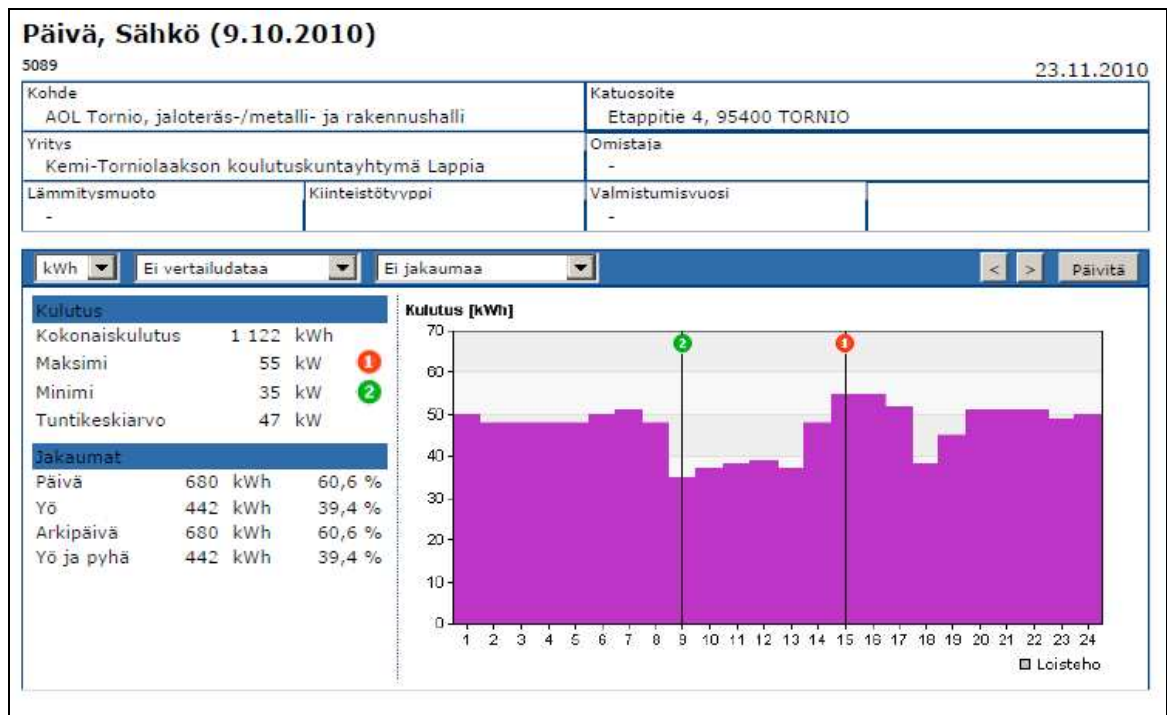 Päivä, Sähkö (9.10.2010)
5089
23.11.2010
Kohde Katuosoite
AOL Tornio, jaloteräs-/metalli- ja rakennushalli Etappitie 4, 95400 TORNIO
Yritys Omistaja
Kemi-Torniolaakson koulutuskuntayhtymä Lappia -
Lämmitysmuoto Kiinteistötyyppi Valmistumisvuosi
- -
kWh Ei vertailudataa Ei jakaumaa < > Päivitä
Kulutus
Kokonaiskulutus 1 122 kWh
Maksimi 55 kW 1
Minimi 35 kW 2
Tuntikeskiarvo 47 kW
Jakaumat
Päivä 680 kWh 60,6 %
Yö 442 kWh 39,4 %
Arkipäivä 680 kWh 60,6 %
Yö ja pyhä 442 kWh 39,4 %
Kulutus [kWh]
70
2 1
60
50
40
30
20
10
0
1 2 3 4 5 6 7 8 9 10 11 12 13 14 15 16 17 18 19 20 21 22 23 24
Loisteho